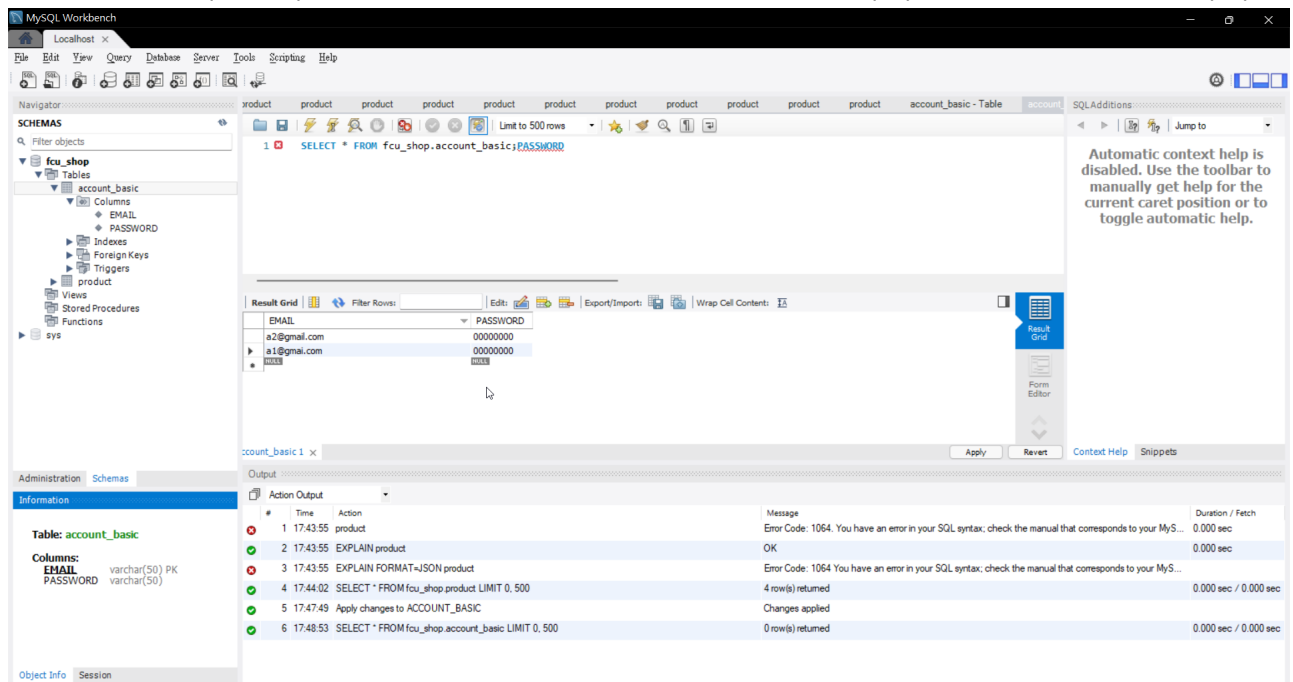 MySQL Workbench
Localhost
File Edit View Query Database Server Tools Scripting Help
Navigator
SCHEMAS
Filter objects
fcu_shop
Tables
account_basic
Columns
EMAIL
PASSWORD
Indexes
Foreign Keys
Triggers
product
Views
Stored Procedures
Functions
sys
Administration Schemas
Information
Table: account_basic
Columns:
EMAIL varchar(50) PK
PASSWORD varchar(50)
Object Info Session
roduct product product product product product product product product product product account_basic - Table account
Limit to 500 rows
1 SELECT * FROM fcu_shop.account_basic;PASSWORD
Result Grid Filter Rows: Edit: Export/Import: Wrap Cell Content:
EMAIL PASSWORD
a2@gmail.com 00000000
a1@gmai.com 00000000
NULL NULL
Result
Grid
Form
Editor
ccount_basic 1 Apply Revert
SQLAdditions
Jump to
Automatic context help is
disabled. Use the toolbar to
manually get help for the
current caret position or to
toggle automatic help.
Context Help Snippets
Output
Action Output
# Time Action Message Duration / Fetch
1 17:43:55 product Error Code: 1064. You have an error in your SQL syntax; check the manual that corresponds to your MyS... 0.000 sec
2 17:43:55 EXPLAIN product OK 0.000 sec
3 17:43:55 EXPLAIN FORMAT=JSON product Error Code: 1064 You have an error in your SQL syntax; check the manual that corresponds to your MyS...
4 17:44:02 SELECT * FROM fcu_shop.product LIMIT 0, 500 4 row(s) returned 0.000 sec / 0.000 sec
5 17:47:49 Apply changes to ACCOUNT_BASIC Changes applied
6 17:48:53 SELECT * FROM fcu_shop.account_basic LIMIT 0, 500 0 row(s) returned 0.000 sec / 0.000 sec